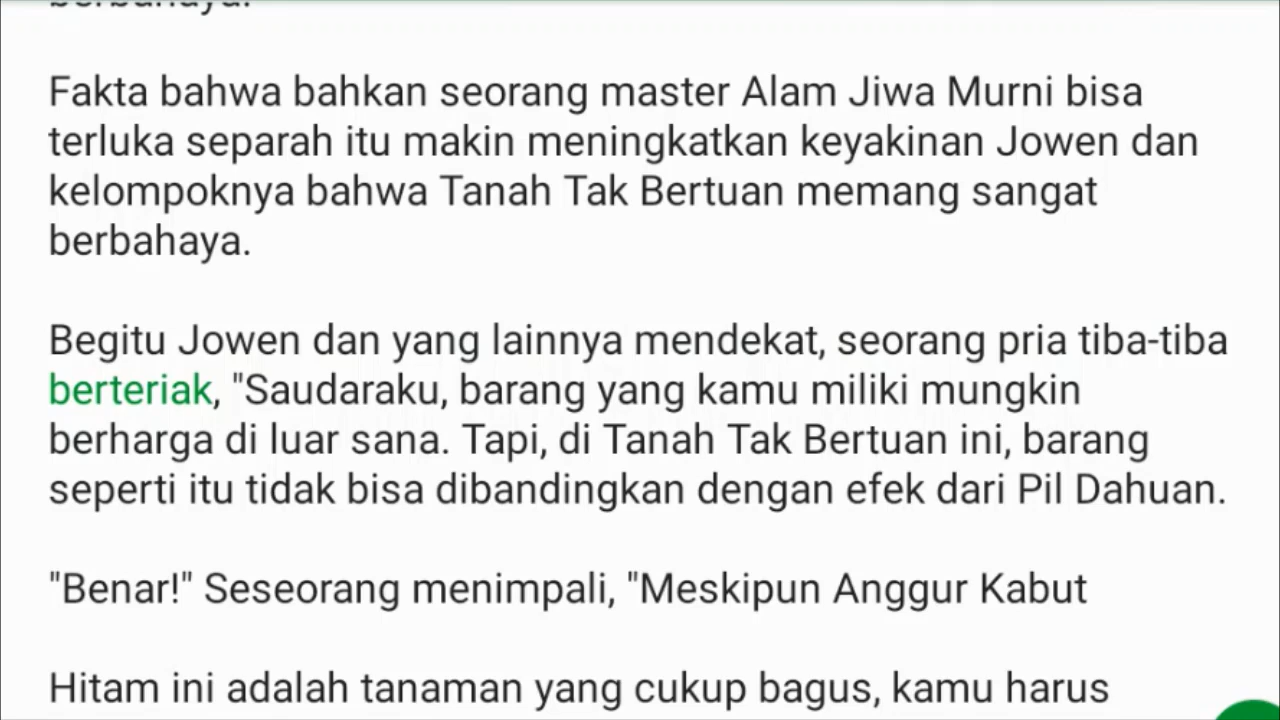 Fakta bahwa bahkan seorang master Alam Jiwa Murni bisa
terluka separah itu makin meningkatkan keyakinan Jowen dan
kelompoknya bahwa Tanah Tak Bertuan memang sangat
berbahaya.
Begitu Jowen dan yang lainnya mendekat, seorang pria tiba-tiba
berteriak, "Saudaraku, barang yang kamu miliki mungkin
berharga di luar sana. Tapi, di Tanah Tak Bertuan ini, barang
seperti itu tidak bisa dibandingkan dengan efek dari Pil Dahuan.
"Benar!" Seseorang menimpali, "Meskipun Anggur Kabut
Hitam ini adalah tanaman yang cukup bagus, kamu harus